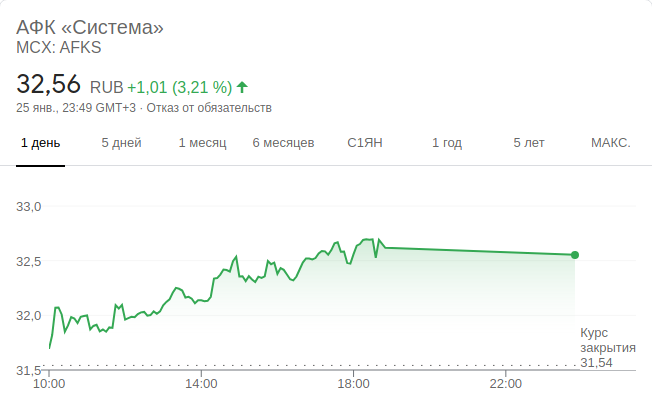 АФК «Система»
MCX: AFKS
32,56 RUB +1,01 (3,21 %)
25 янв., 23:49 GMT+3 · Отказ от обязательств
1 день 5 дней 1 месяц 6 месяцев С1ЯН 1 год 5 лет МАКС.
33,0
32,5
32,0
Курс
закрытия
31,54
31,5
10:00 14:00 18:00 22:00